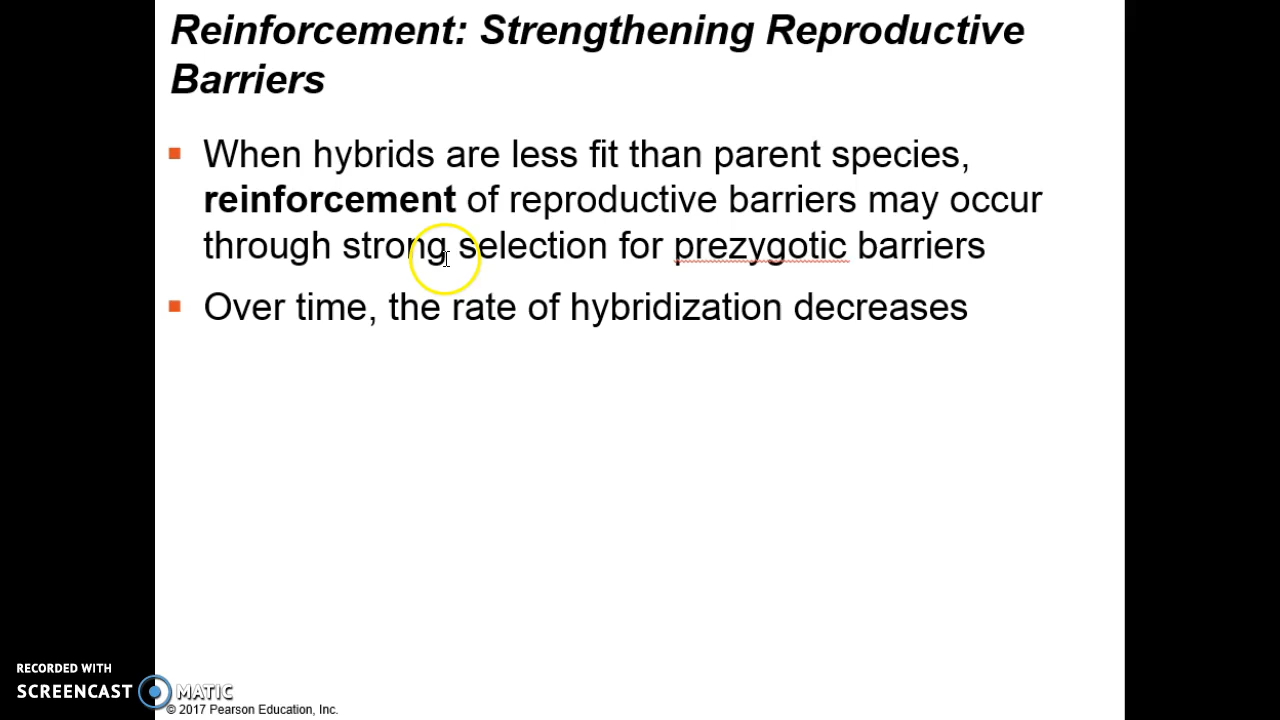 Reinforcement: Strengthening Reproductive
Barriers
When hybrids are less fit than parent species,
reinforcement of reproductive barriers may occur
through strong selection for prezygotic barriers
Over time, the rate of hybridization decreases
RECORDED WITH
SCREENCAST MATIC
© 2017 Pearson Education, Inc.